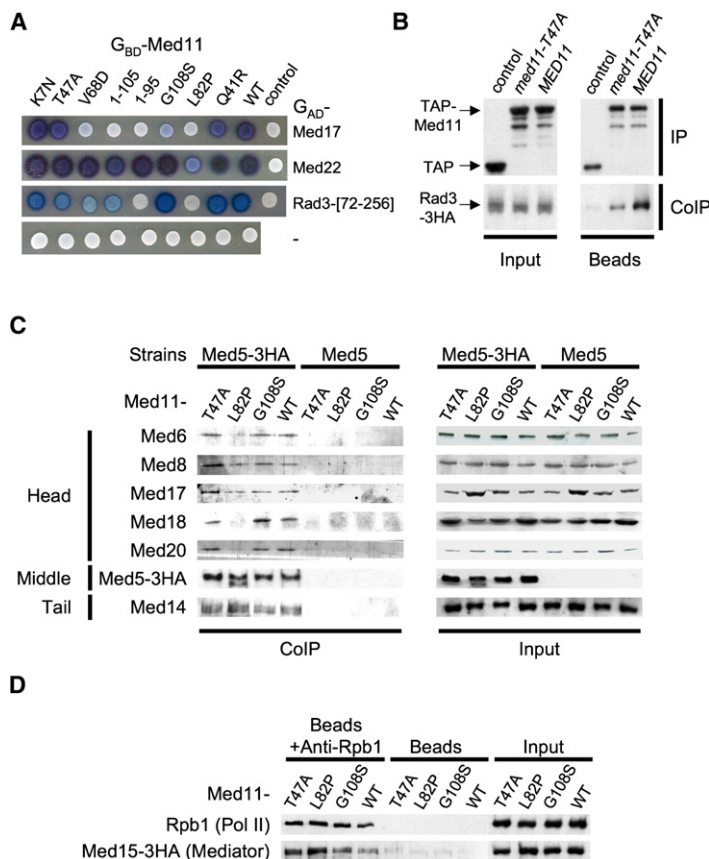 A
G_BD-Med11
K7N T47A V68D 1-105 1-95 G108S L82P Q41R WT control
G_AD-
Med17
Med22
Rad3-[72-256]
-
B
control med11-T47A MED11 control med11-T47A MED11
TAP-
Med11
TAP
IP
Rad3
-3HA
CoIP
Input Beads
C
Strains Med5-3HA Med5 Med5-3HA Med5
Med11- T47A L82P G108S WT T47A L82P G108S WT T47A L82P G108S WT T47A L82P G108S WT
Med6
Med8
Head Med17
Med18
Med20
Middle Med5-3HA
Tail Med14
CoIP Input
D
Beads
+Anti-Rpb1 Beads Input
Med11- T47A L82P G108S WT T47A L82P G108S WT T47A L82P G108S WT
Rpb1 (Pol II)
Med15-3HA (Mediator)